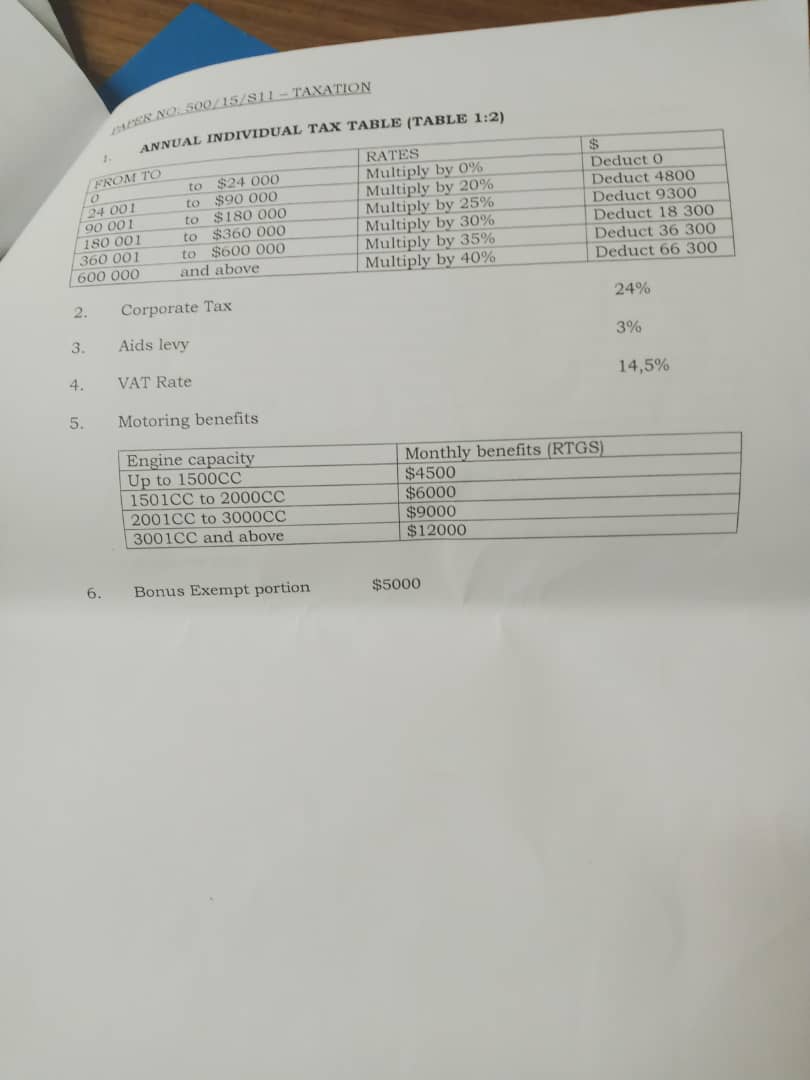 PAPER NO: 500/15/S11 – TAXATION
1. ANNUAL INDIVIDUAL TAX TABLE (TABLE 1:2)
FROM TO RATES $
0 to $24 000 Multiply by 0% Deduct 0
24 001 to $90 000 Multiply by 20% Deduct 4800
90 001 to $180 000 Multiply by 25% Deduct 9300
180 001 to $360 000 Multiply by 30% Deduct 18 300
360 001 to $600 000 Multiply by 35% Deduct 36 300
600 000 and above Multiply by 40% Deduct 66 300
2. Corporate Tax 24%
3. Aids levy 3%
4. VAT Rate 14,5%
5. Motoring benefits
Engine capacity Monthly benefits (RTGS)
Up to 1500CC $4500
1501CC to 2000CC $6000
2001CC to 3000CC $9000
3001CC and above $12000
6. Bonus Exempt portion $5000